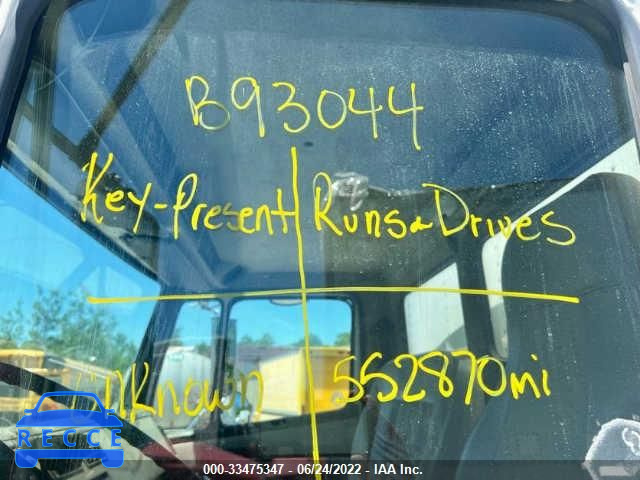 B93044
Key-Present Runs & Drives
unknown 552870mi
RECCE
000-33475347 - 06/24/2022 - IAA Inc.